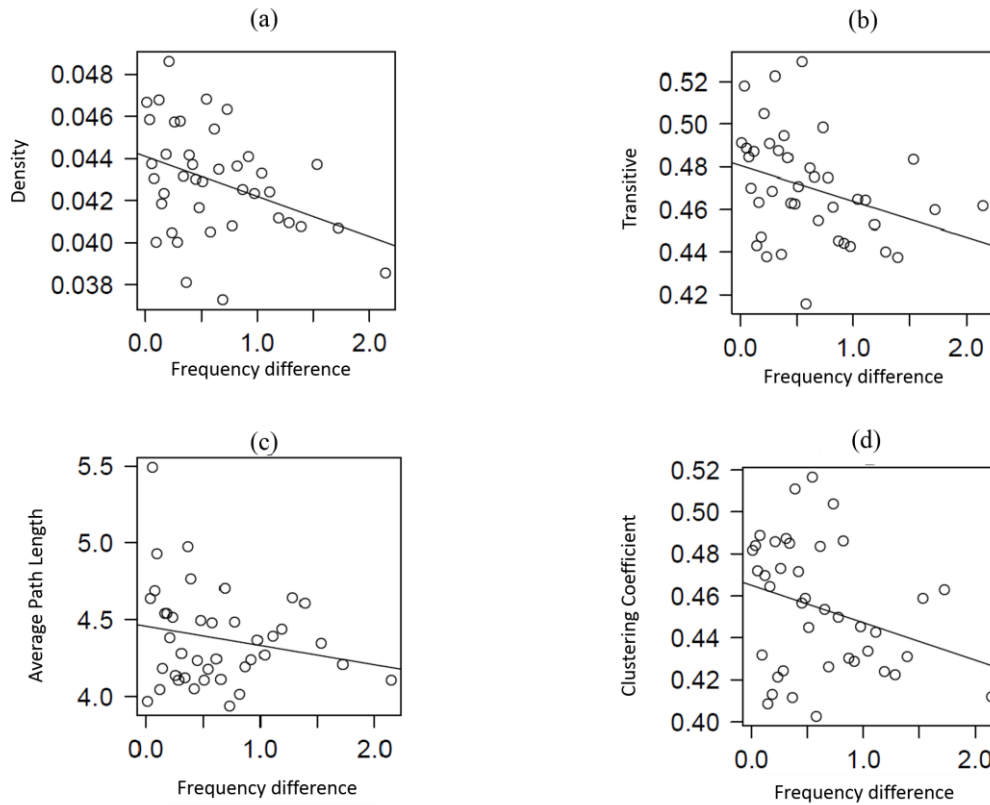 (a)
Density
0.048
0.046
0.044
0.042
0.040
0.038
0.0 1.0 2.0
Frequency difference
(b)
Transitive
0.52
0.50
0.48
0.46
0.44
0.42
0.0 1.0 2.0
Frequency difference
(c)
Average Path Length
5.5
5.0
4.5
4.0
0.0 1.0 2.0
Frequency difference
(d)
Clustering Coefficient
0.52
0.50
0.48
0.46
0.44
0.42
0.40
0.0 1.0 2.0
Frequency difference